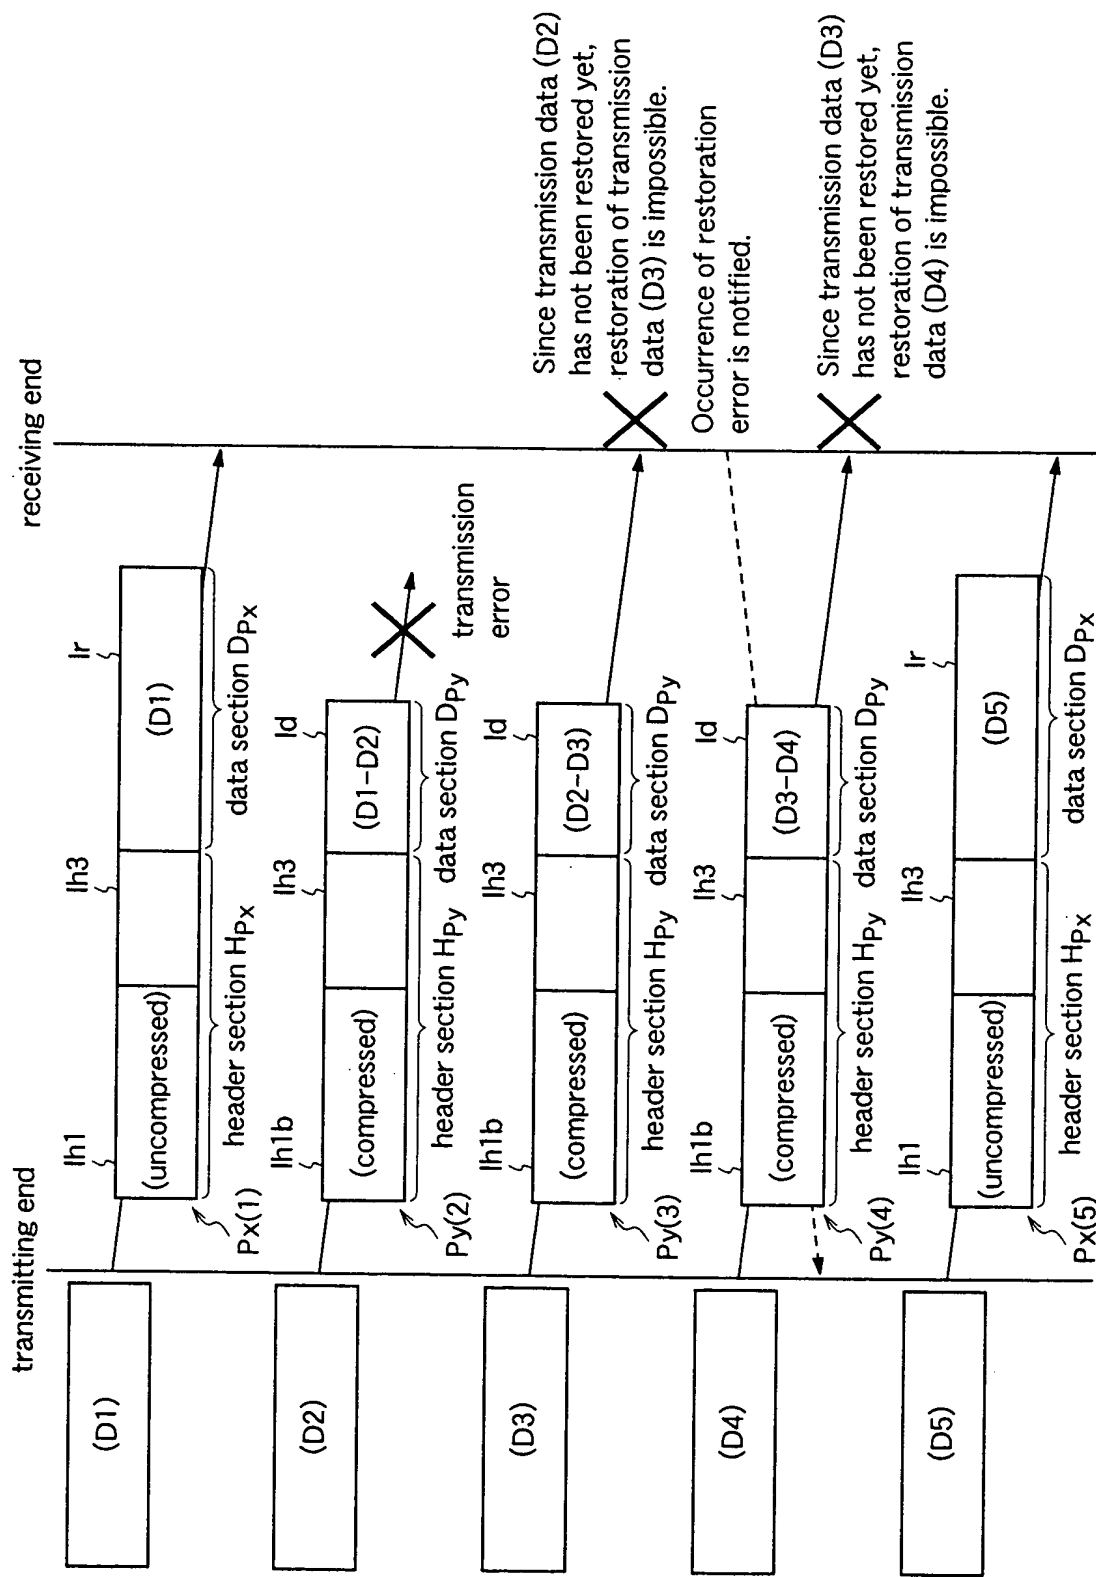 transmitting end
receiving end
(D1)
Ih1
Ih3
Ir
(uncompressed)
(D1)
Px(1)
header section HPx
data section DPx
(D2)
Ih1b
Ih3
Id
(compressed)
(D1-D2)
Py(2)
header section HPy
data section DPy
transmission
error
(D3)
Ih1b
Ih3
Id
(compressed)
(D2-D3)
Py(3)
header section HPy
data section DPy
Since transmission data (D2)
has not been restored yet,
restoration of transmission
data (D3) is impossible.
Occurrence of restoration
error is notified.
(D4)
Ih1b
Ih3
Id
(compressed)
(D3-D4)
Py(4)
header section HPy
data section DPy
Since transmission data (D3)
has not been restored yet,
restoration of transmission
data (D4) is impossible.
(D5)
Ih1
Ih3
Ir
(uncompressed)
(D5)
Px(5)
header section HPx
data section DPx